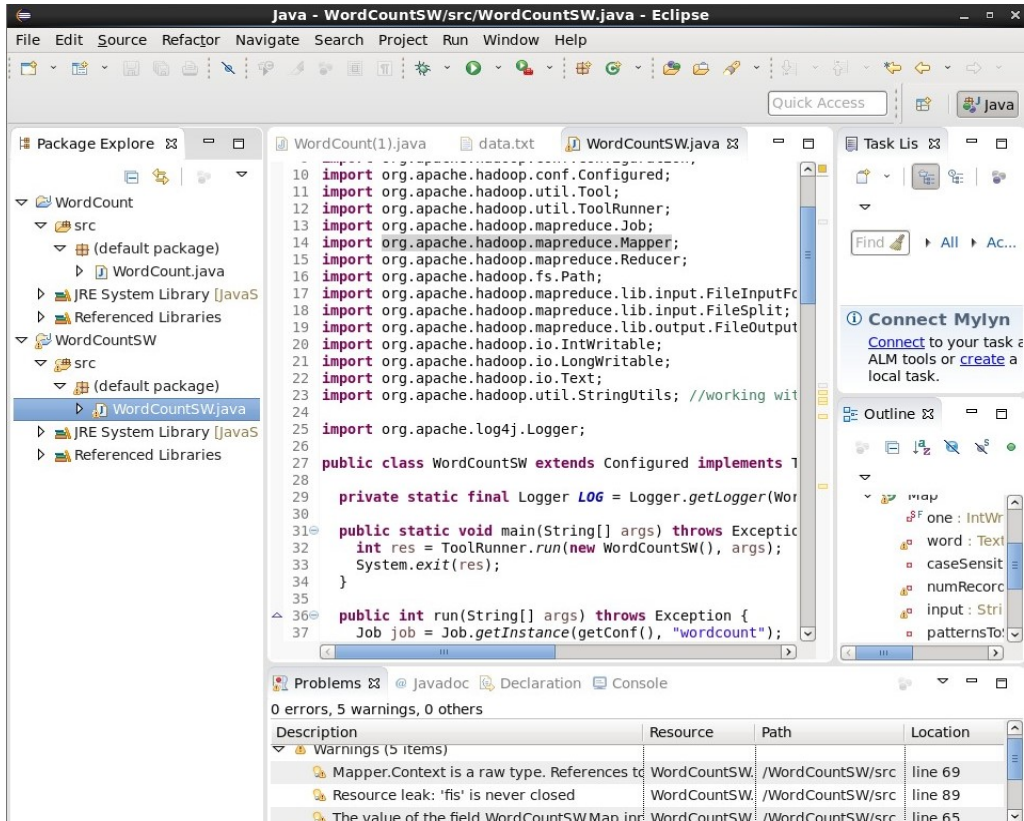 Java - WordCountSW/src/WordCountSW.java - Eclipse
File Edit Source Refactor Navigate Search Project Run Window Help
Quick Access
Java
Package Explore
WordCount
src
(default package)
WordCount.java
JRE System Library [JavaS
Referenced Libraries
WordCountSW
src
(default package)
WordCountSW.java
JRE System Library [JavaS
Referenced Libraries
WordCount(1).java data.txt WordCountSW.java
10 import org.apache.hadoop.conf.Configured;
11 import org.apache.hadoop.util.Tool;
12 import org.apache.hadoop.util.ToolRunner;
13 import org.apache.hadoop.mapreduce.Job;
14 import org.apache.hadoop.mapreduce.Mapper;
15 import org.apache.hadoop.mapreduce.Reducer;
16 import org.apache.hadoop.fs.Path;
17 import org.apache.hadoop.mapreduce.lib.input.FileInputFo
18 import org.apache.hadoop.mapreduce.lib.input.FileSplit;
19 import org.apache.hadoop.mapreduce.lib.output.FileOutput
20 import org.apache.hadoop.io.IntWritable;
21 import org.apache.hadoop.io.LongWritable;
22 import org.apache.hadoop.io.Text;
23 import org.apache.hadoop.util.StringUtils; //working wit
24
25 import org.apache.log4j.Logger;
26
27 public class WordCountSW extends Configured implements T
28
29 private static final Logger LOG = Logger.getLogger(Wor
30
31 public static void main(String[] args) throws Exceptio
32 int res = ToolRunner.run(new WordCountSW(), args);
33 System.exit(res);
34 }
35
36 public int run(String[] args) throws Exception {
37 Job job = Job.getInstance(getConf(), "wordcount");
Task Lis
Find All Ac...
Connect Mylyn
Connect to your task a
ALM tools or create a
local task.
Outline
Map
one : IntWr
word : Text
caseSensit
numRecord
input : Stri
patternsTo
Problems Javadoc Declaration Console
0 errors, 5 warnings, 0 others
Description Resource Path Location
Warnings (5 items)
Mapper.Context is a raw type. References to WordCountSW. /WordCountSW/src line 69
Resource leak: 'fis' is never closed WordCountSW. /WordCountSW/src line 89
The value of the field WordCountSW.Map.inp WordCountSW. /WordCountSW/src line 65